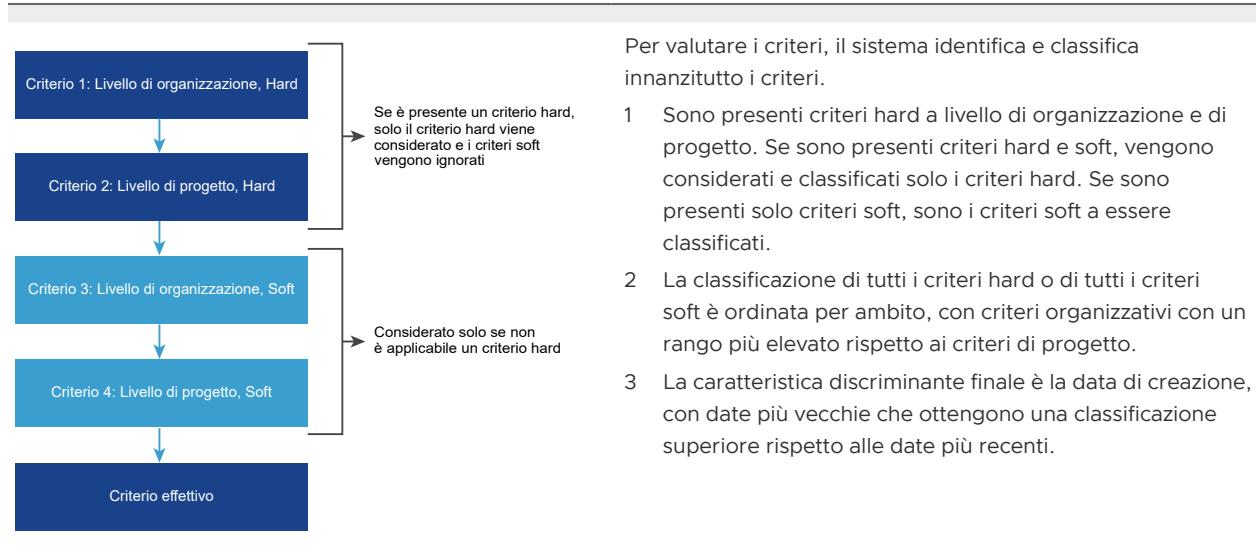 Criterio 1: Livello di organizzazione, Hard
Criterio 2: Livello di progetto, Hard
Criterio 3: Livello di organizzazione, Soft
Criterio 4: Livello di progetto, Soft
Criterio effettivo
Se è presente un criterio hard,
solo il criterio hard viene
considerato e i criteri soft
vengono ignorati
Considerato solo se non
è applicabile un criterio hard
Per valutare i criteri, il sistema identifica e classifica
innanzitutto i criteri.
1 Sono presenti criteri hard a livello di organizzazione e di
progetto. Se sono presenti criteri hard e soft, vengono
considerati e classificati solo i criteri hard. Se sono
presenti solo criteri soft, sono i criteri soft a essere
classificati.
2 La classificazione di tutti i criteri hard o di tutti i criteri
soft è ordinata per ambito, con criteri organizzativi con un
rango più elevato rispetto ai criteri di progetto.
3 La caratteristica discriminante finale è la data di creazione,
con date più vecchie che ottengono una classificazione
superiore rispetto alle date più recenti.